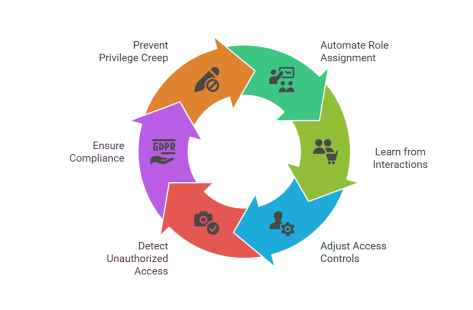 Prevent
Privilege Creep
Automate Role
Assignment
GDPR
Ensure
Compliance
Learn from
Interactions
Detect
Unauthorized
Access
Adjust Access
Controls